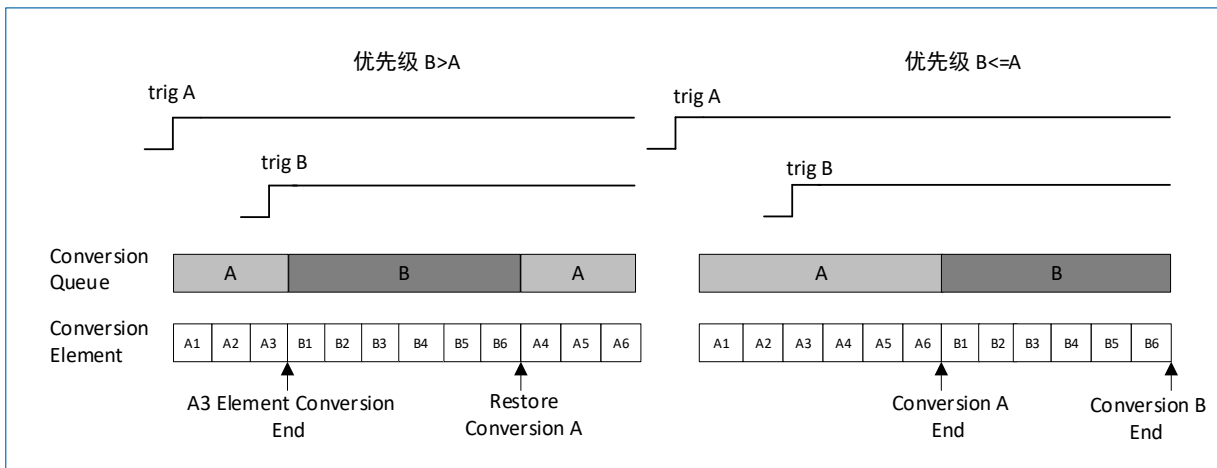 优先级 B>A
优先级 B<=A
trig A
trig A
trig B
trig B
Conversion
Queue
A
B
A
A
B
Conversion
Element
A1 A2 A3 B1 B2 B3 B4 B5 B6 A4 A5 A6
A1 A2 A3 A4 A5 A6 B1 B2 B3 B4 B5 B6
A3 Element Conversion
End
Restore
Conversion A
Conversion A
End
Conversion B
End